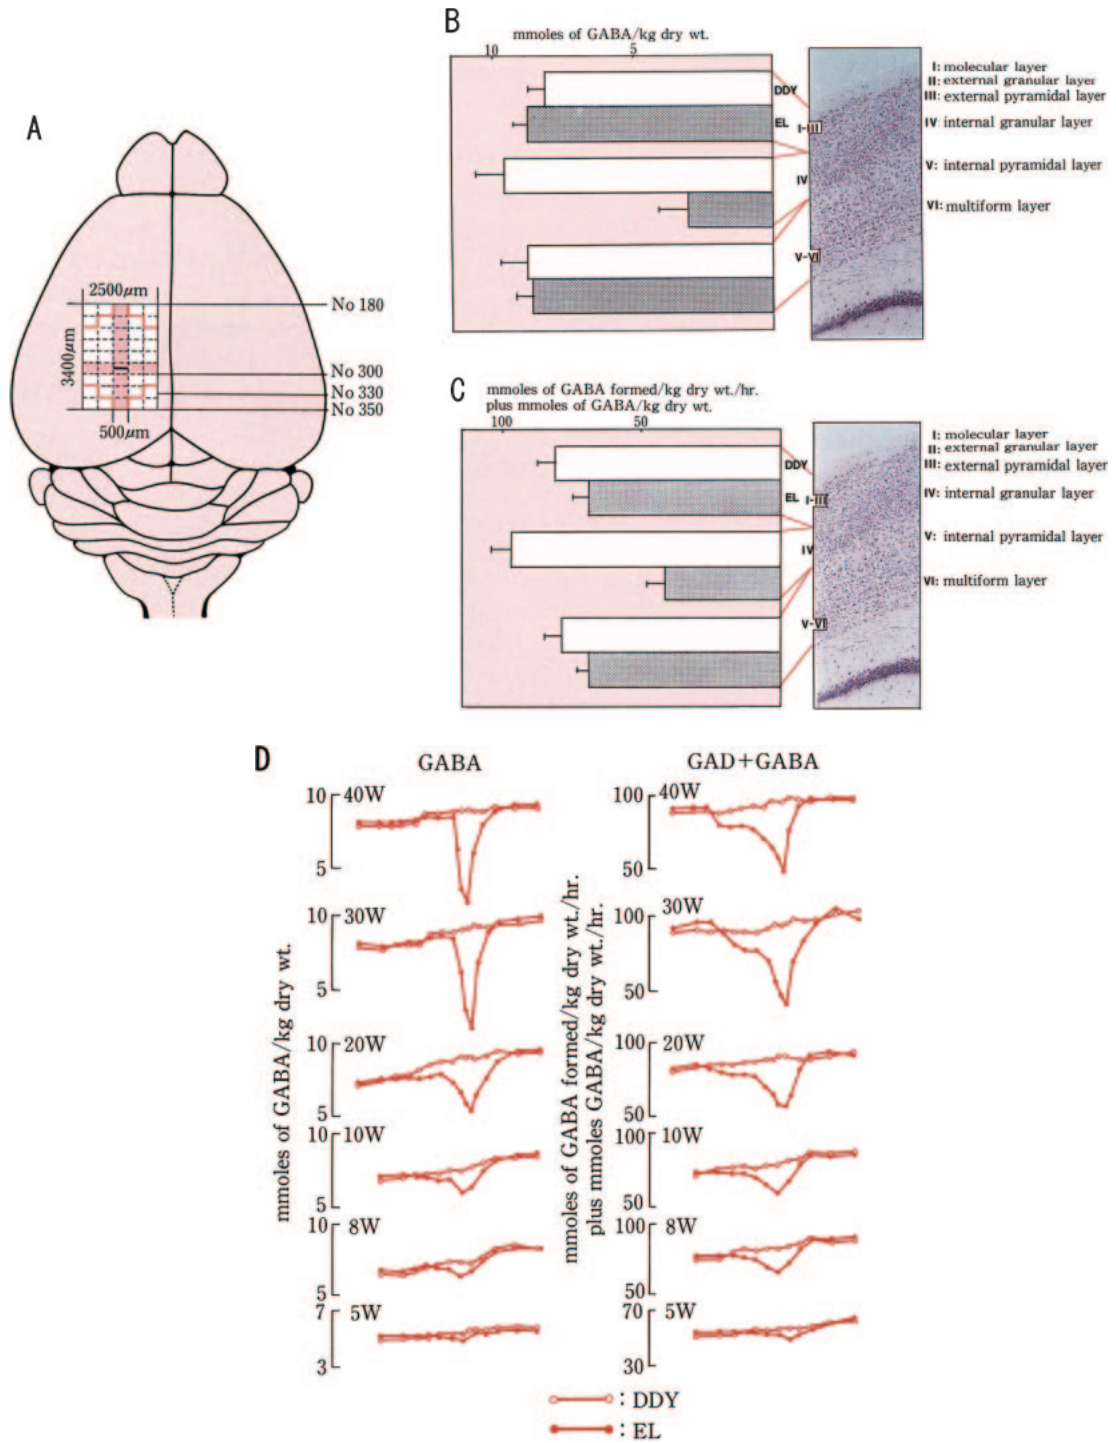 A
2500μm
3400μm
500μm
No 180
No 300
No 330
No 350
B
mmoles of GABA/kg dry wt.
10 5
DDY
EL
I-III
IV
V-VI
I: molecular layer
II: external granular layer
III: external pyramidal layer
IV: internal granular layer
V: internal pyramidal layer
VI: multiform layer
C
mmoles of GABA formed/kg dry wt./hr.
plus mmoles of GABA/kg dry wt.
100 50
DDY
EL
I-III
IV
V-VI
I: molecular layer
II: external granular layer
III: external pyramidal layer
IV: internal granular layer
V: internal pyramidal layer
VI: multiform layer
D
GABA
mmoles of GABA/kg dry wt.
10 40W
5
10 30W
5
10 20W
5
10 10W
5
10 8W
5
7 5W
3
GAD+GABA
mmoles of GABA formed/kg dry wt./hr.
plus mmoles GABA/kg dry wt./hr.
100 40W
50
100 30W
50
100 20W
50
100 10W
50
100 8W
50
70 5W
30
: DDY
: EL